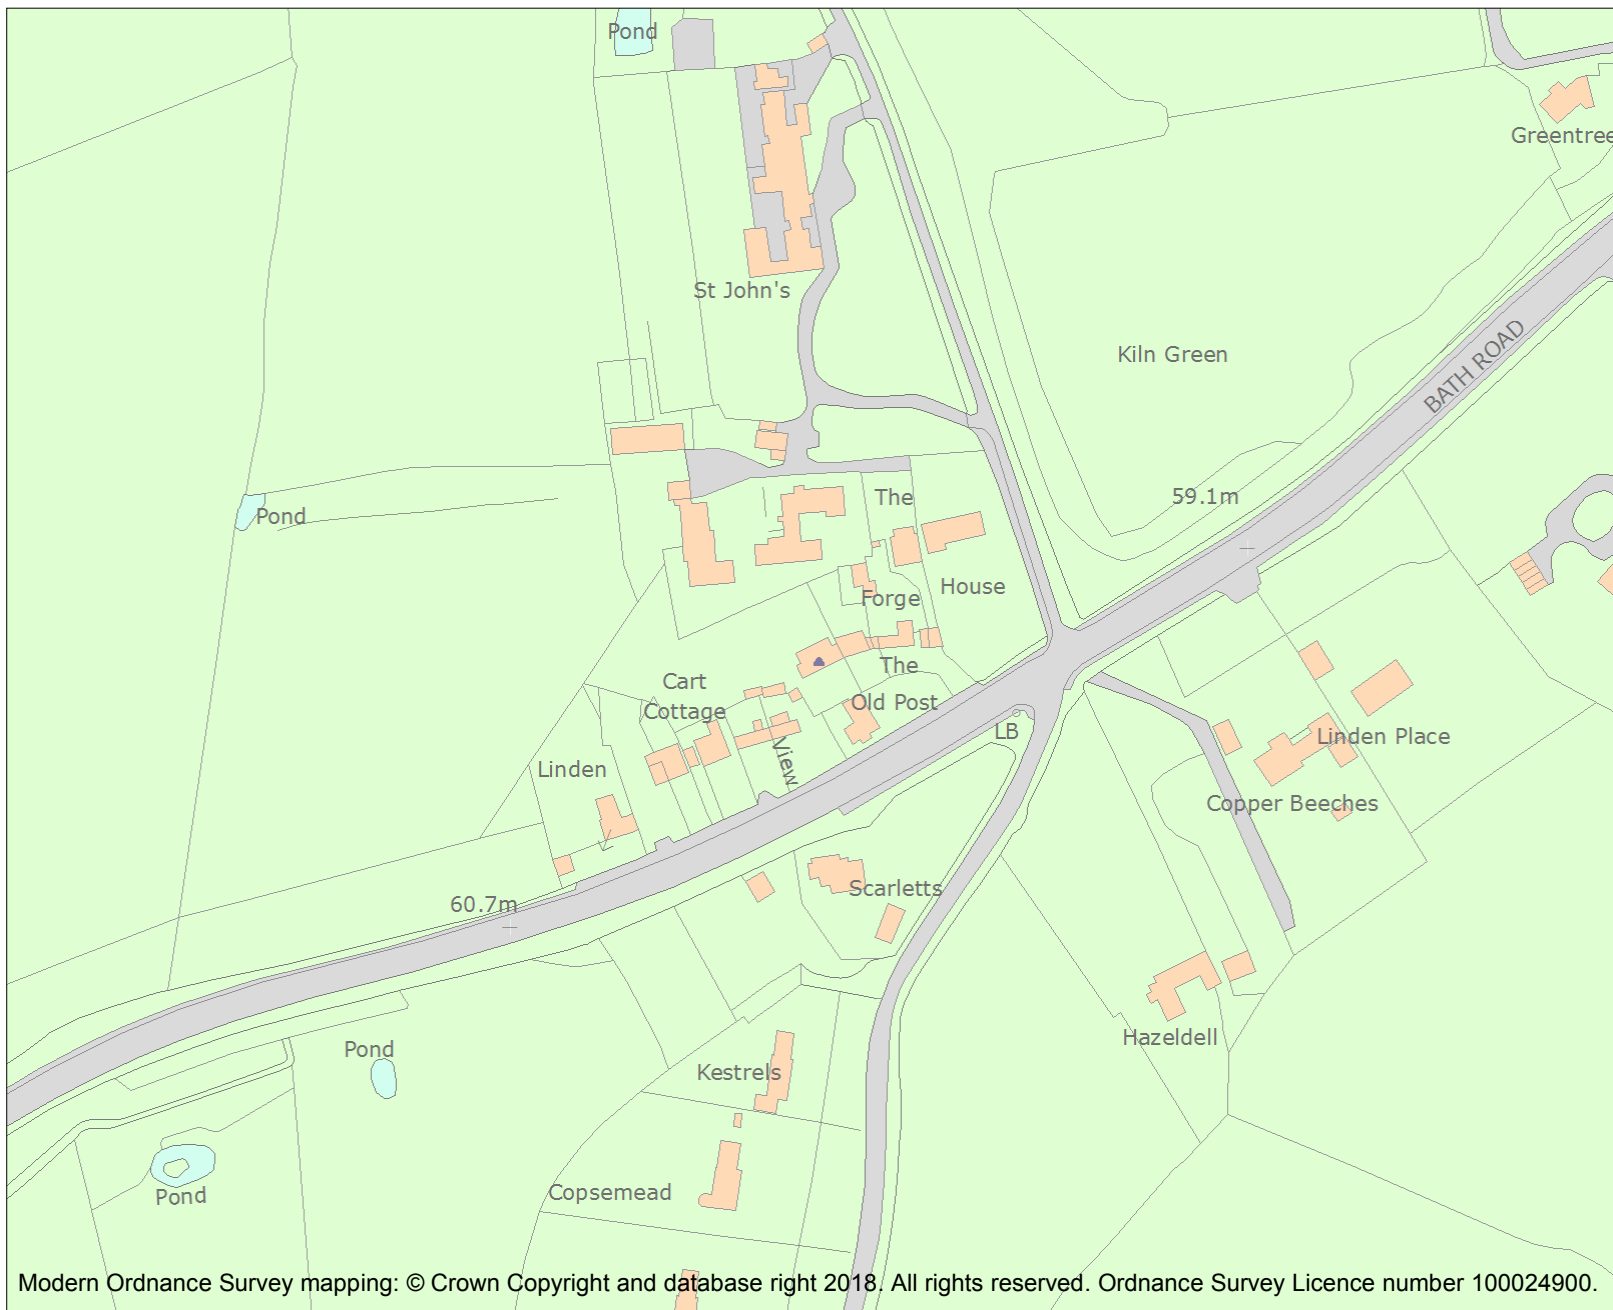 Pond
Greentree
St John's
BATH ROAD
Kiln Green
The
59.1m
Pond
House
Forge
The
Cart
Cottage
Old Post
LB
View
Linden
Linden Place
Copper Beeches
Scarletts
60.7m
Hazeldell
Pond
Kestrels
Copsemead
Pond
Modern Ordnance Survey mapping: © Crown Copyright and database right 2018. All rights reserved. Ordnance Survey Licence number 100024900.